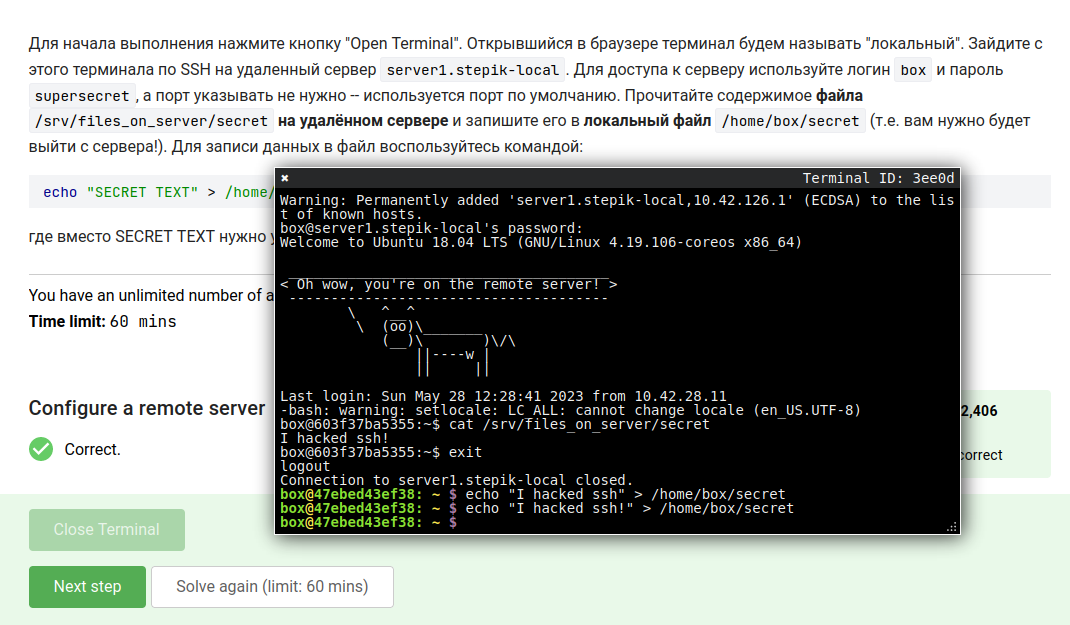 Для начала выполнения нажмите кнопку "Open Terminal". Открывшийся в браузере терминал будем называть "локальный". Зайдите с
этого терминала по SSH на удаленный сервер server1.stepik-local . Для доступа к серверу используйте логин box и пароль
supersecret , а порт указывать не нужно -- используется порт по умолчанию. Прочитайте содержимое файла
/srv/files_on_server/secret на удалённом сервере и запишите его в локальный файл /home/box/secret (т.е. вам нужно будет
выйти с сервера!). Для записи данных в файл воспользуйтесь командой:
echo "SECRET TEXT" > /home/
где вместо SECRET TEXT нужно
You have an unlimited number of a
Time limit: 60 mins
Configure a remote server
Correct.
2,406
correct
Close Terminal
Next step
Solve again (limit: 60 mins)
✖ Terminal ID: 3ee0d
Warning: Permanently added 'server1.stepik-local,10.42.126.1' (ECDSA) to the lis
t of known hosts.
box@server1.stepik-local's password:
Welcome to Ubuntu 18.04 LTS (GNU/Linux 4.19.106-coreos x86_64)
 ______________________________________
< Oh wow, you're on the remote server! >
 --------------------------------------
        \   ^__^
         \  (oo)\_______
            (__)\       )\/\
                ||----w |
                ||     ||
Last login: Sun May 28 12:28:41 2023 from 10.42.28.11
-bash: warning: setlocale: LC_ALL: cannot change locale (en_US.UTF-8)
box@603f37ba5355:~$ cat /srv/files_on_server/secret
I hacked ssh!
box@603f37ba5355:~$ exit
logout
Connection to server1.stepik-local closed.
box@47ebed43ef38: ~ $ echo "I hacked ssh" > /home/box/secret
box@47ebed43ef38: ~ $ echo "I hacked ssh!" > /home/box/secret
box@47ebed43ef38: ~ $